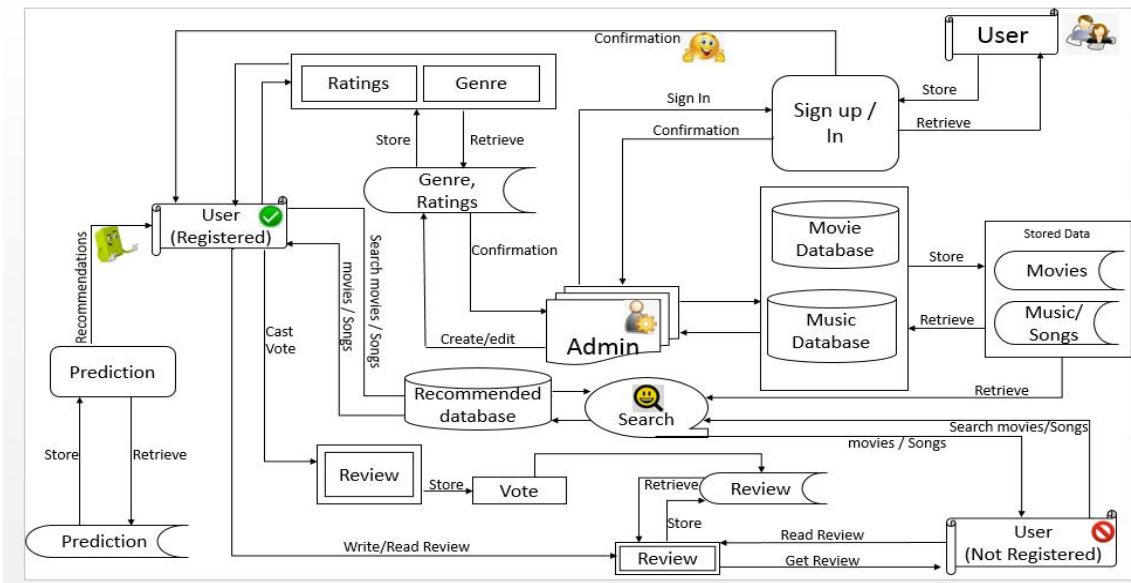 Confirmation
User
Ratings
Genre
Store
Sign In
Sign up /
In
Retrieve
Confirmation
Store
Retrieve
Genre,
Ratings
User
(Registered)
Recommendations
Search movies / Songs
movies / Songs
Confirmation
Movie
Database
Store
Stored Data
Movies
Music
Database
Retrieve
Music/
Songs
Admin
Create/edit
Cast
Vote
Prediction
Recommended
database
Search
Retrieve
Search movies/Songs
movies / Songs
Store
Retrieve
Review
Store
Vote
Retrieve
Review
Store
Prediction
Write/Read Review
Review
Read Review
Get Review
User
(Not Registered)